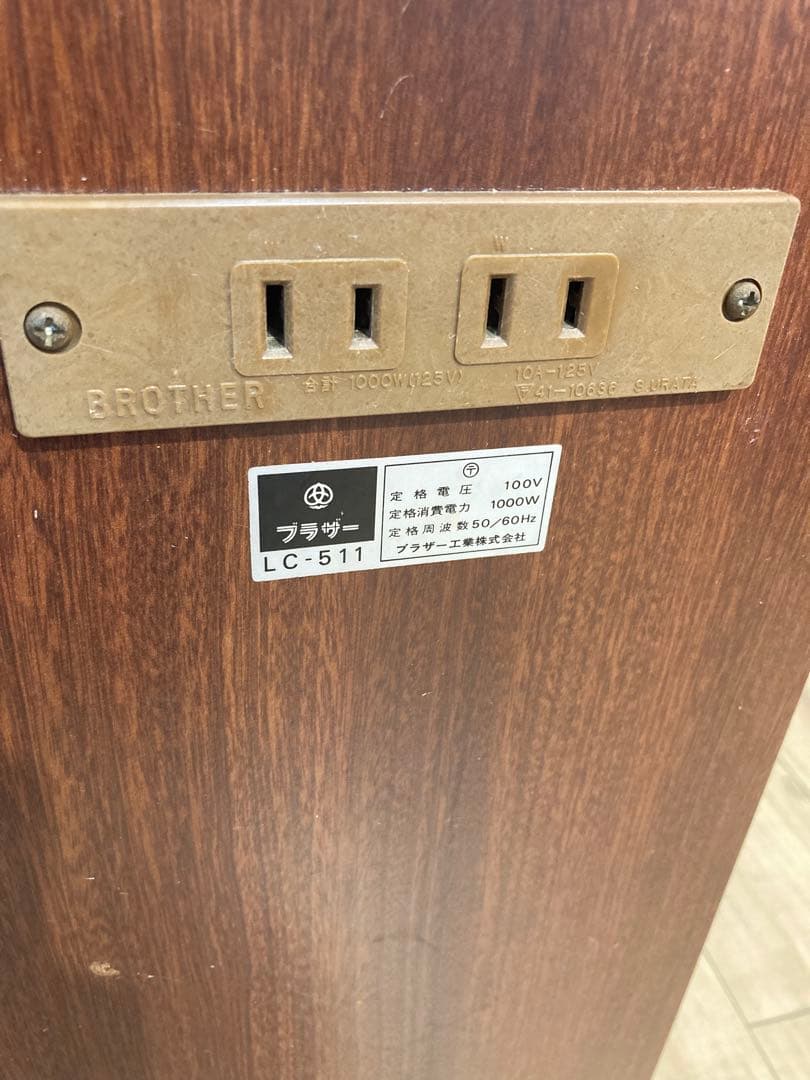 BROTHER
合計 1000W(125V)
10A-125V
〒41-10636 S URATA
ブラザー
LC-511
〒
定格電圧 100V
定格消費電力 1000W
定格周波数 50/60Hz
ブラザー工業株式会社